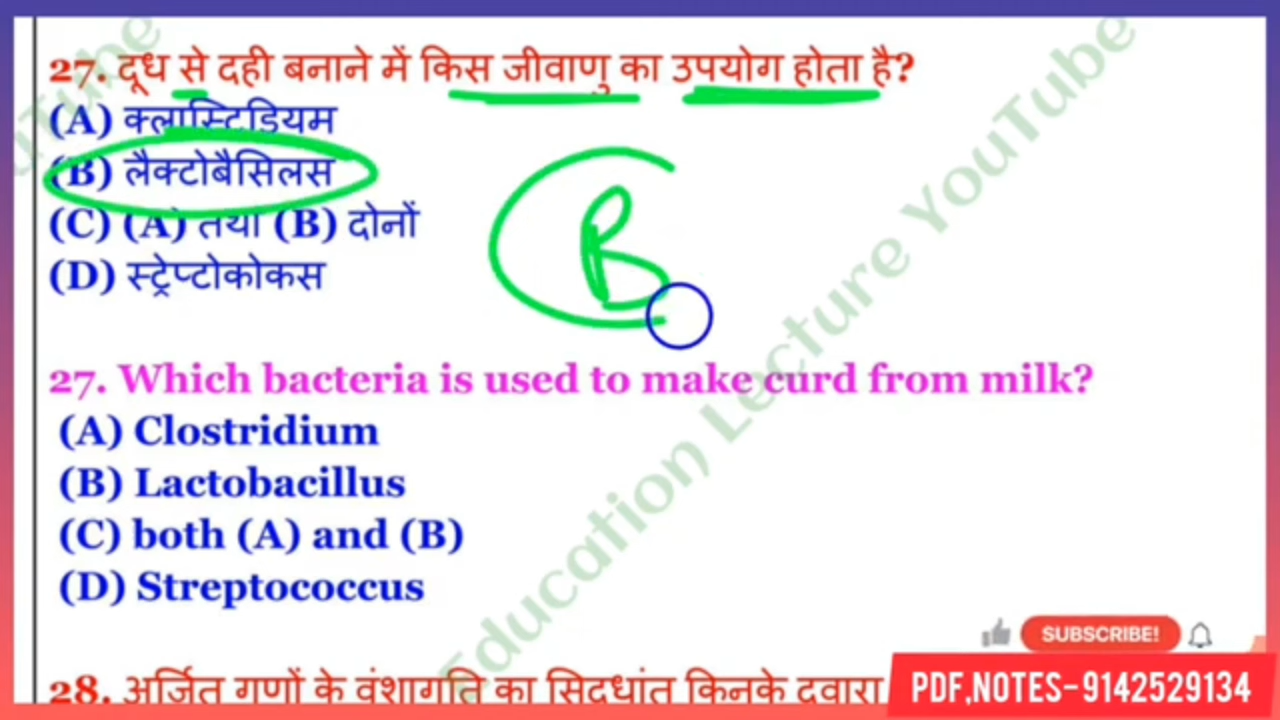 27. दूध से दही बनाने में किस जीवाणु का उपयोग होता है?
(A) क्लास्टिडियम
(B) लैक्टोबैसिलस
(C) (A) तथा (B) दोनों
(D) स्ट्रेप्टोकोकस
B
27. Which bacteria is used to make curd from milk?
(A) Clostridium
(B) Lactobacillus
(C) both (A) and (B)
(D) Streptococcus
Education Lecture YouTube
uTube
SUBSCRIBE!
28. अर्जित गुणों के वंशागति का सिद्धांत किनके द्वारा
PDF,NOTES-9142529134